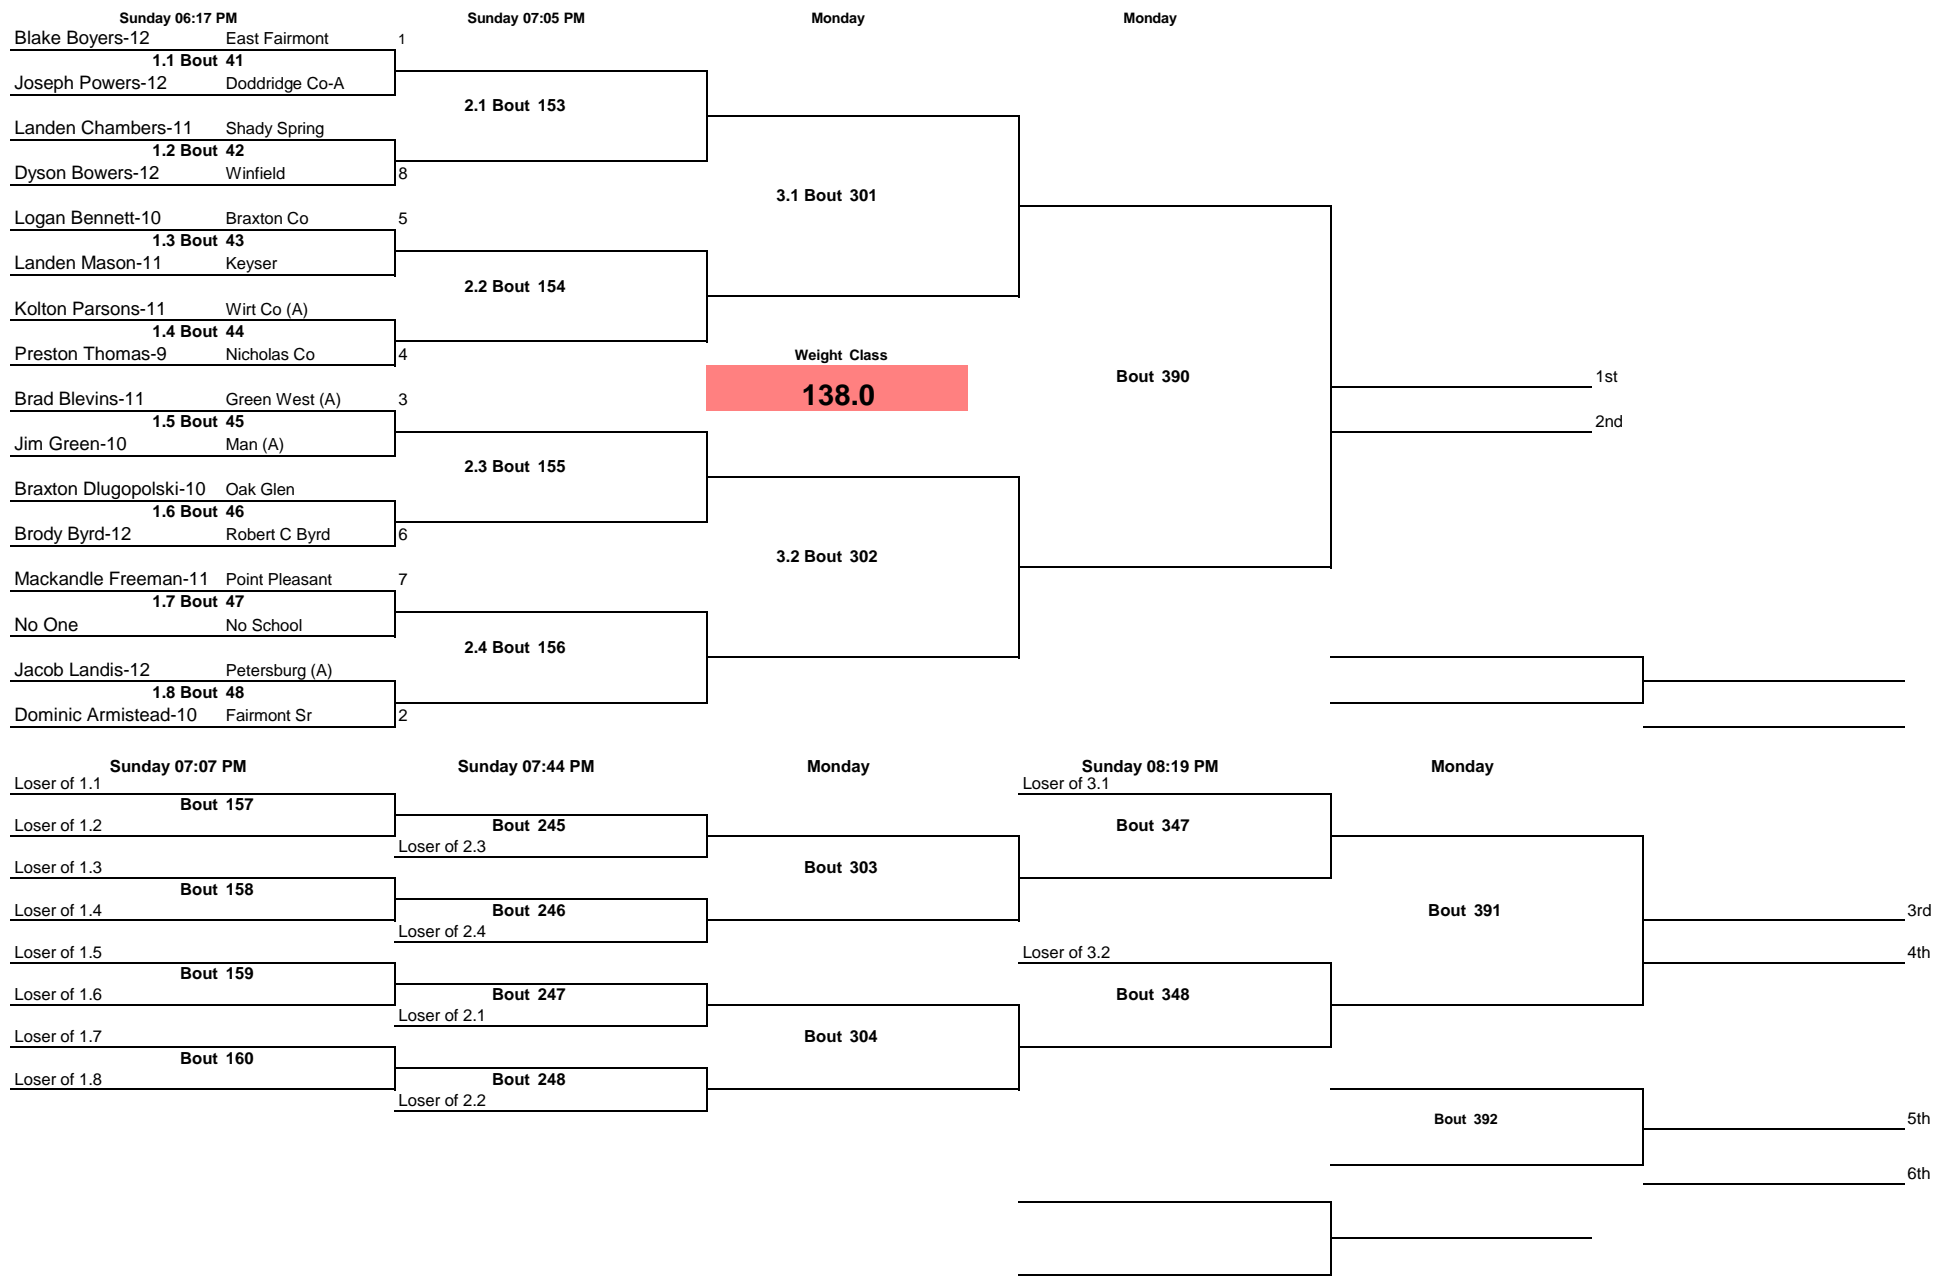 Sunday 06:17 PM Sunday 07:05 PM Monday Monday
Blake Boyers-12 East Fairmont 1
1.1 Bout 41
Joseph Powers-12 Doddridge Co-A
2.1 Bout 153
Landen Chambers-11 Shady Spring
1.2 Bout 42
Dyson Bowers-12 Winfield 8
3.1 Bout 301
Logan Bennett-10 Braxton Co 5
1.3 Bout 43
Landen Mason-11 Keyser
2.2 Bout 154
Kolton Parsons-11 Wirt Co (A)
1.4 Bout 44
Preston Thomas-9 Nicholas Co 4
Weight Class
138.0
Bout 390
1st
2nd
Brad Blevins-11 Green West (A) 3
1.5 Bout 45
Jim Green-10 Man (A)
2.3 Bout 155
Braxton Dlugopolski-10 Oak Glen
1.6 Bout 46
Brody Byrd-12 Robert C Byrd 6
3.2 Bout 302
Mackandle Freeman-11 Point Pleasant 7
1.7 Bout 47
No One No School
2.4 Bout 156
Jacob Landis-12 Petersburg (A)
1.8 Bout 48
Dominic Armistead-10 Fairmont Sr 2
Sunday 07:07 PM Sunday 07:44 PM Monday Sunday 08:19 PM Monday
Loser of 1.1 Loser of 3.1
Bout 157
Loser of 1.2 Bout 245 Bout 347
Loser of 2.3
Loser of 1.3 Bout 303
Bout 158
Loser of 1.4 Bout 246 Bout 391 3rd
Loser of 2.4
Loser of 1.5 Loser of 3.2 4th
Bout 159
Loser of 1.6 Bout 247 Bout 348
Loser of 2.1
Loser of 1.7 Bout 304
Bout 160
Loser of 1.8 Bout 248
Loser of 2.2
Bout 392 5th
6th